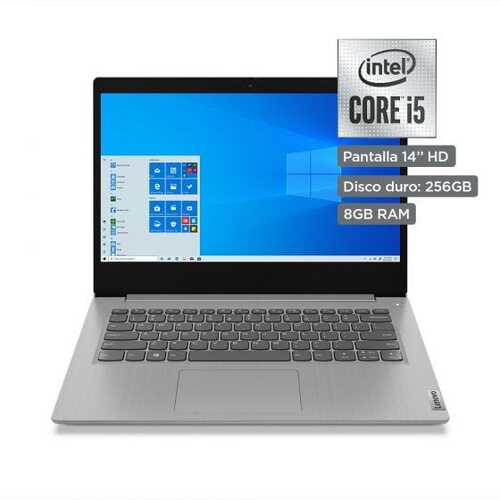 intel
CORE i5
Pantalla 14” HD
Disco duro: 256GB
8GB RAM
Lenovo